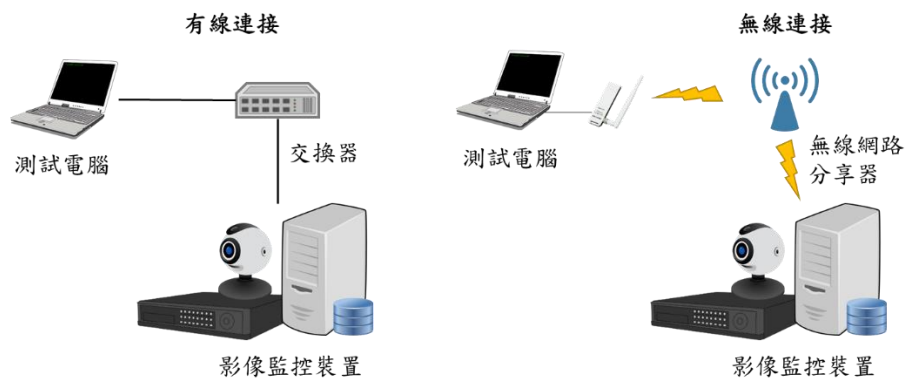 有線連接
無線連接
測試電腦
交換器
測試電腦
無線網路
分享器
影像監控裝置
影像監控裝置